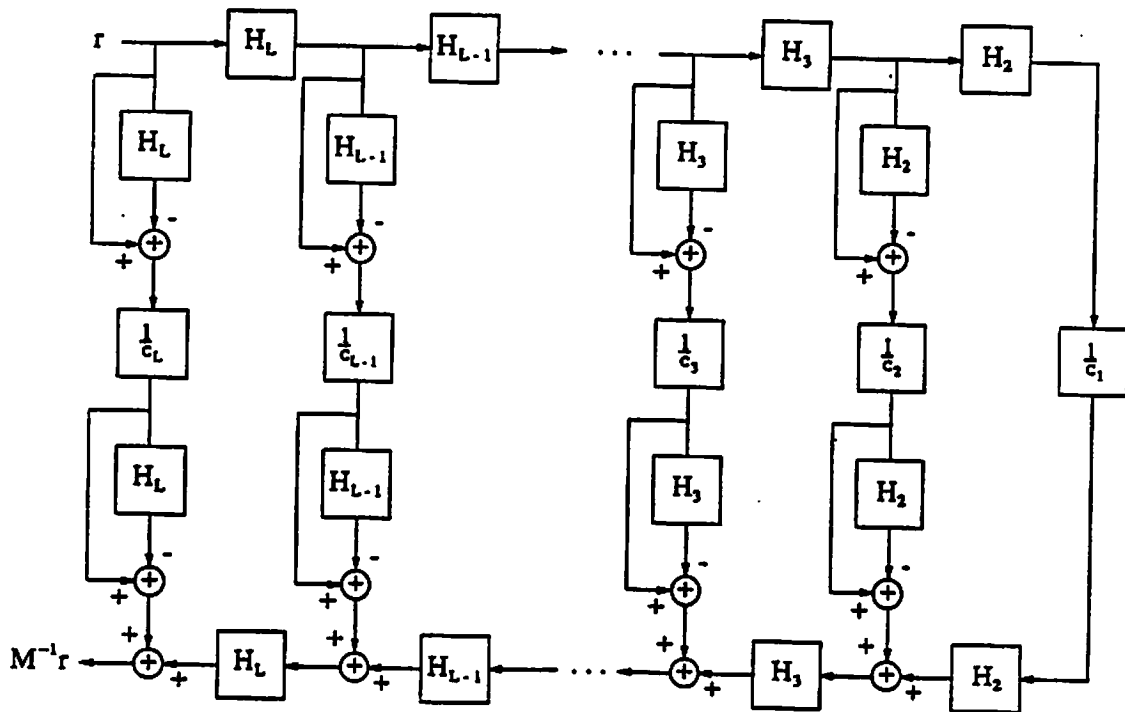 r H_L H_{L-1} ... H_3 H_2
H_L H_{L-1} H_3 H_2
- - - -
+ + + + + + + +
1/c_L 1/c_{L-1} 1/c_3 1/c_2 1/c_1
H_L H_{L-1} H_3 H_2
- - - -
+ + + + + + + +
+ + + +
M^{-1}r + + H_L + + H_{L-1} ... + + H_3 + + H_2